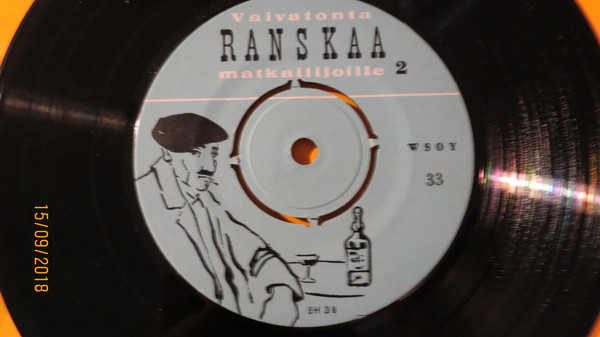 Vaivatonta
RANSKAA
matkailijoille 2
WSOY
33
EH 38
15/09/2018